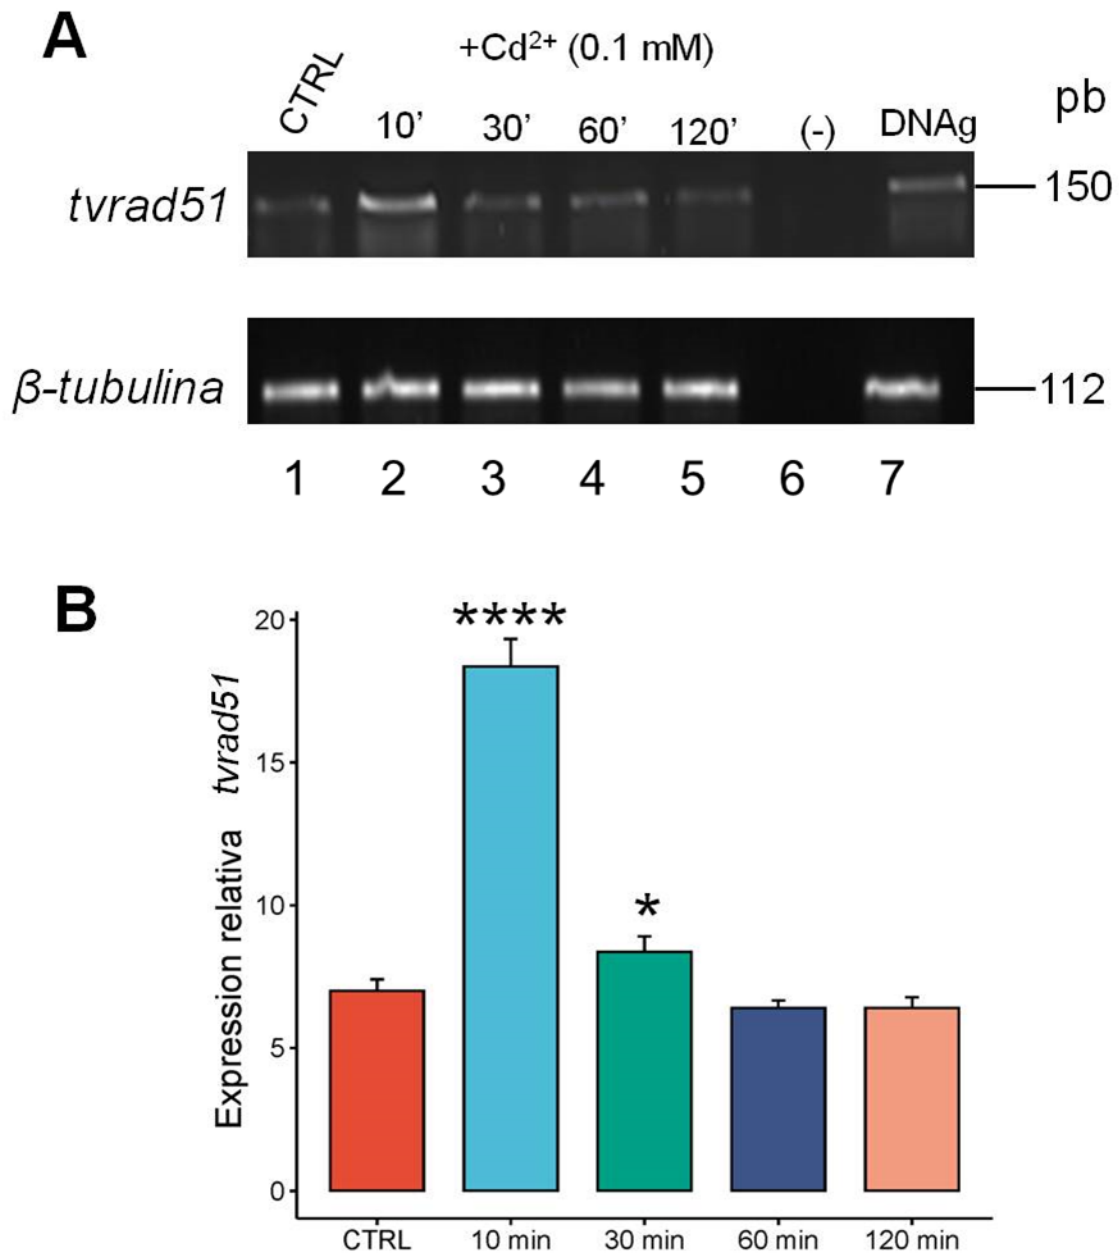 A
+Cd²⁺ (0.1 mM)
CTRL 10’ 30’ 60’ 120’ (-) DNAg pb
tvrad51 150
β-tubulina 112
1 2 3 4 5 6 7
B
Expression relativa tvrad51
20
15
10
5
0
****
*
CTRL 10 min 30 min 60 min 120 min